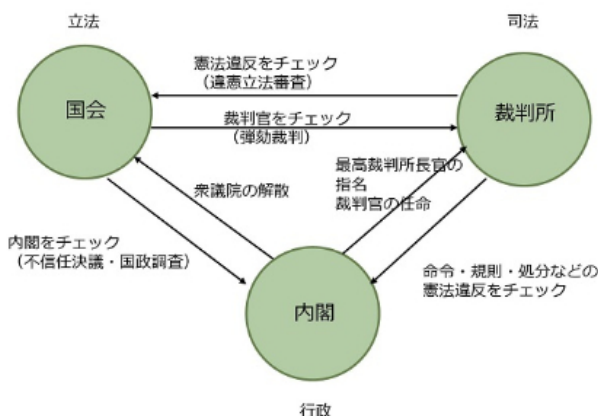 立法
司法
国会
憲法違反をチェック
（違憲立法審査）
裁判官をチェック
（弾劾裁判）
裁判所
衆議院の解散
最高裁判所長官の
指名
裁判官の任命
内閣をチェック
（不信任決議・国政調査）
命令・規則・処分などの
憲法違反をチェック
内閣
行政